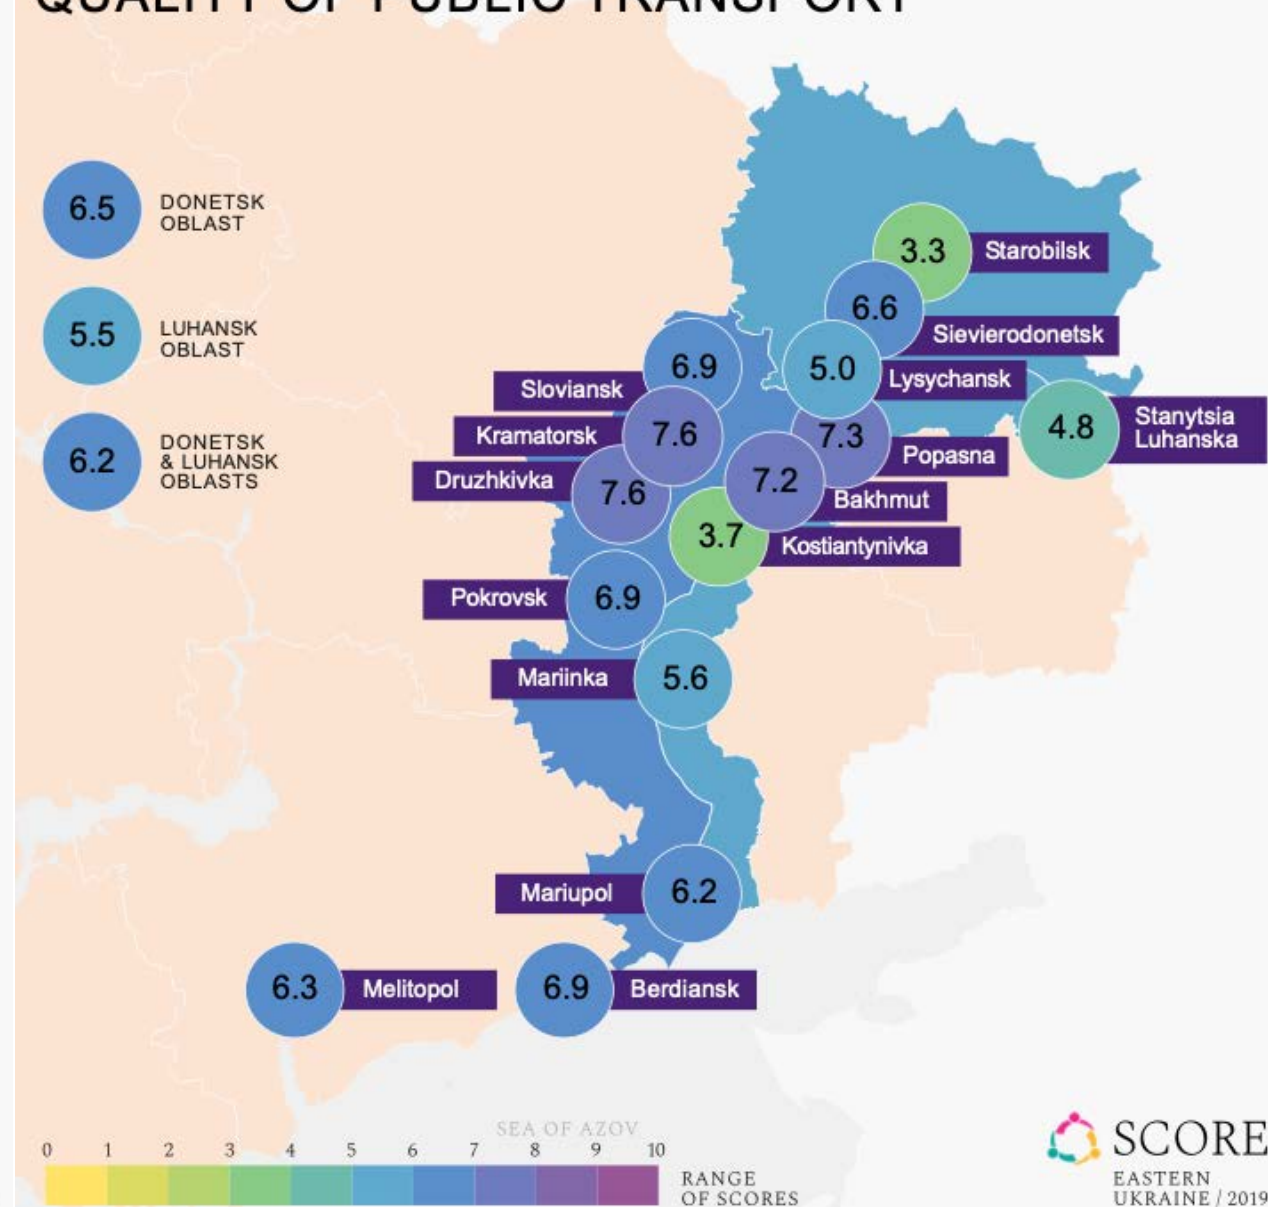 QUALITY OF PUBLIC TRANSPORT
6.5
DONETSK
OBLAST
5.5
LUHANSK
OBLAST
6.2
DONETSK
& LUHANSK
OBLASTS
3.3
Starobilsk
6.6
Sievierodonetsk
6.9
Sloviansk
5.0
Lysychansk
4.8
Stanytsia
Luhanska
7.6
Kramatorsk
7.3
Popasna
7.6
Druzhkivka
7.2
Bakhmut
3.7
Kostiantynivka
6.9
Pokrovsk
5.6
Mariinka
6.2
Mariupol
6.3
Melitopol
6.9
Berdiansk
SEA OF AZOV
0 1 2 3 4 5 6 7 8 9 10
RANGE
OF SCORES
SCORE
EASTERN
UKRAINE / 2019